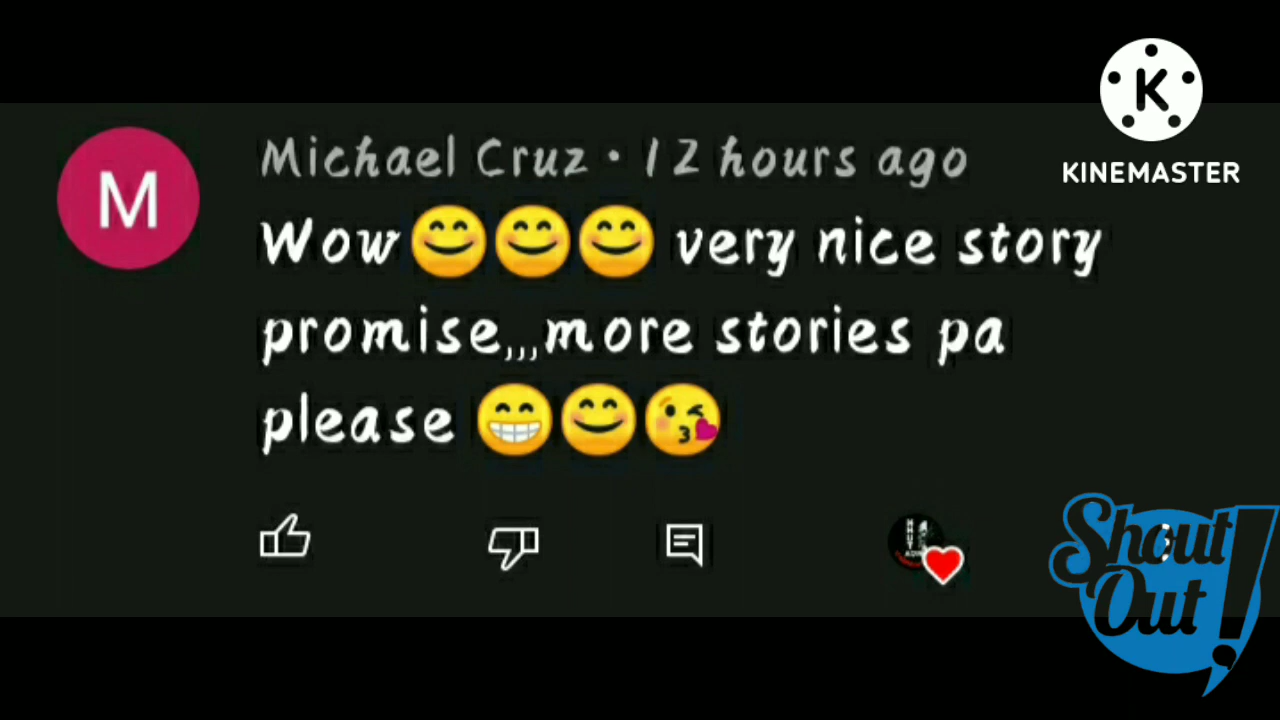 K
KINEMASTER
M
Michael Cruz • 12 hours ago
Wow😊😊😊 very nice story
promise,,,more stories pa
please 😁😊😘
Shout
Out!